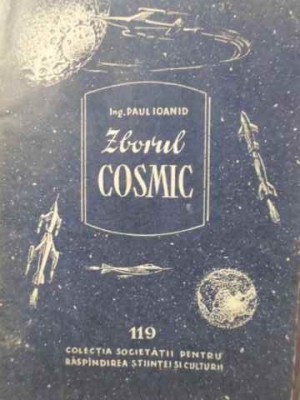 Ing. PAUL IOANID
Zborul
COSMIC
119
COLECȚIA SOCIETĂȚII PENTRU
RĂSPÎNDIREA ȘTIINȚEI ȘI CULTURII